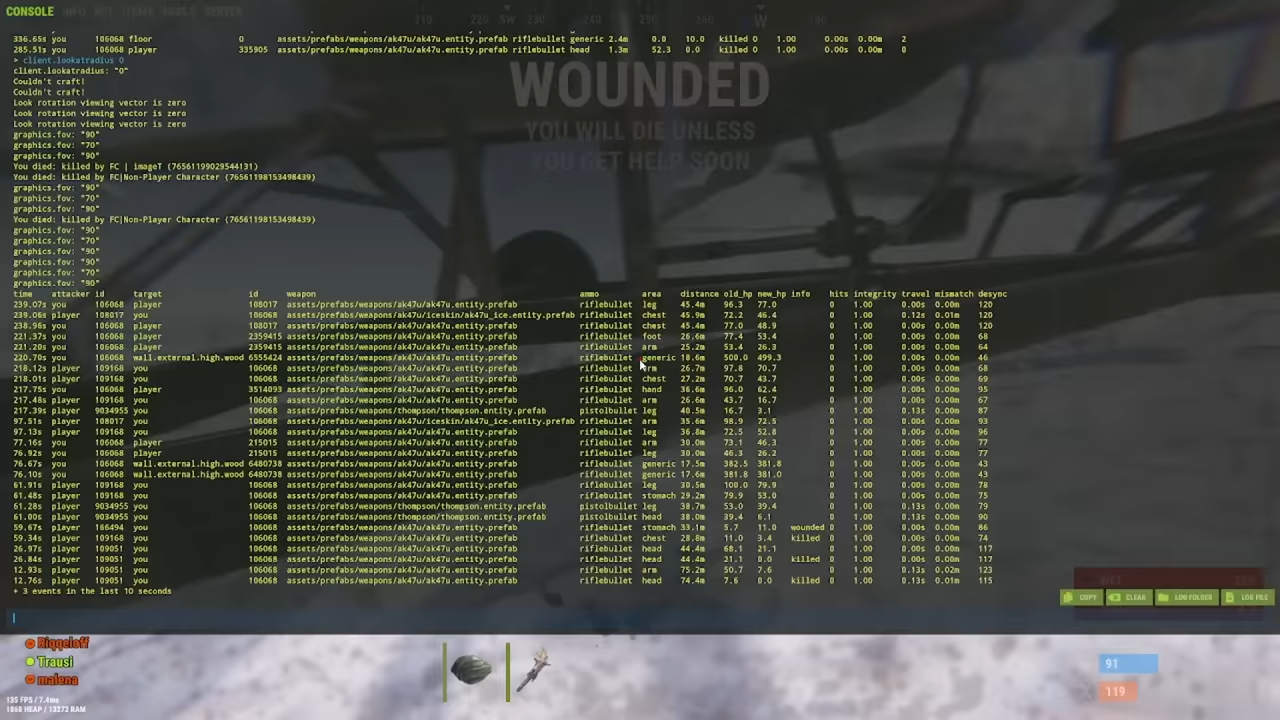 CONSOLE INFO NET ITEMS TOOLS SERVER
210 220 SW 230 240 250 260 W 280
336.65s you 106068 floor 0 assets/prefabs/weapons/ak47u/ak47u.entity.prefab riflebullet generic 2.4m 0.0 10.0 killed 0 1.00 0.00s 0.00m 2
285.51s you 106068 player 335905 assets/prefabs/weapons/ak47u/ak47u.entity.prefab riflebullet head 1.3m 52.3 0.0 killed 0 1.00 0.00s 0.00m 0
> client.lookatradius 0
client.lookatradius: "0"
Couldn't craft!
Couldn't craft!
Look rotation viewing vector is zero
Look rotation viewing vector is zero
Look rotation viewing vector is zero
graphics.fov: "90"
graphics.fov: "70"
graphics.fov: "90"
You died: killed by FC | imageT (76561199029544131)
You died: killed by FC|Non-Player Character (76561198153498439)
graphics.fov: "90"
graphics.fov: "70"
graphics.fov: "90"
You died: killed by FC|Non-Player Character (76561198153498439)
graphics.fov: "90"
graphics.fov: "70"
graphics.fov: "90"
graphics.fov: "90"
graphics.fov: "70"
graphics.fov: "90"
WOUNDED
YOU WILL DIE UNLESS
YOU GET HELP SOON
time attacker id target id weapon ammo area distance old_hp new_hp info hits integrity travel mismatch desync
239.07s you 106068 player 108017 assets/prefabs/weapons/ak47u/ak47u.entity.prefab riflebullet leg 45.4m 96.3 77.0 0 1.00 0.00s 0.00m 120
239.06s player 108017 you 106068 assets/prefabs/weapons/ak47u/iceskin/ak47u_ice.entity.prefab riflebullet chest 45.9m 72.2 46.4 0 1.00 0.12s 0.01m 120
238.96s you 106068 player 108017 assets/prefabs/weapons/ak47u/ak47u.entity.prefab riflebullet chest 45.4m 77.0 48.9 0 1.00 0.00s 0.00m 120
221.37s you 106068 player 2359415 assets/prefabs/weapons/ak47u/ak47u.entity.prefab riflebullet foot 26.6m 77.4 53.4 0 1.00 0.00s 0.00m 68
221.20s you 106068 player 2359415 assets/prefabs/weapons/ak47u/ak47u.entity.prefab riflebullet arm 25.2m 53.4 26.3 0 1.00 0.00s 0.00m 64
220.70s you 106068 wall.external.high.wood 6555424 assets/prefabs/weapons/ak47u/ak47u.entity.prefab riflebullet generic 18.6m 500.0 499.3 0 1.00 0.00s 0.00m 46
218.12s player 109168 you 106068 assets/prefabs/weapons/ak47u/ak47u.entity.prefab riflebullet arm 26.7m 97.8 70.7 0 1.00 0.00s 0.00m 68
218.01s player 109168 you 106068 assets/prefabs/weapons/ak47u/ak47u.entity.prefab riflebullet chest 27.2m 70.7 43.7 0 1.00 0.00s 0.00m 69
217.75s you 106068 player 3514093 assets/prefabs/weapons/ak47u/ak47u.entity.prefab riflebullet hand 36.6m 96.0 62.4 0 1.00 0.00s 0.00m 95
217.48s player 109168 you 106068 assets/prefabs/weapons/ak47u/ak47u.entity.prefab riflebullet arm 26.6m 43.7 16.7 0 1.00 0.00s 0.00m 67
217.39s player 9034955 you 106068 assets/prefabs/weapons/thompson/thompson.entity.prefab pistolbullet leg 40.5m 16.7 3.1 0 1.00 0.13s 0.00m 87
97.51s player 108017 you 106068 assets/prefabs/weapons/ak47u/iceskin/ak47u_ice.entity.prefab riflebullet arm 35.6m 98.9 72.5 0 1.00 0.00s 0.00m 93
97.13s player 109168 you 106068 assets/prefabs/weapons/ak47u/ak47u.entity.prefab riflebullet leg 36.8m 72.5 52.8 0 1.00 0.00s 0.00m 96
77.16s you 106068 player 215015 assets/prefabs/weapons/ak47u/ak47u.entity.prefab riflebullet arm 30.0m 73.1 46.3 0 1.00 0.00s 0.00m 77
76.92s you 106068 player 215015 assets/prefabs/weapons/ak47u/ak47u.entity.prefab riflebullet leg 30.0m 46.3 26.2 0 1.00 0.00s 0.00m 77
76.67s you 106068 wall.external.high.wood 6480738 assets/prefabs/weapons/ak47u/ak47u.entity.prefab riflebullet generic 17.5m 382.5 381.8 0 1.00 0.00s 0.00m 43
76.10s you 106068 wall.external.high.wood 6480738 assets/prefabs/weapons/ak47u/ak47u.entity.prefab riflebullet generic 17.6m 381.8 381.0 0 1.00 0.00s 0.00m 43
61.91s player 109168 you 106068 assets/prefabs/weapons/ak47u/ak47u.entity.prefab riflebullet leg 30.5m 100.0 79.9 0 1.00 0.00s 0.00m 78
61.48s player 109168 you 106068 assets/prefabs/weapons/ak47u/ak47u.entity.prefab riflebullet stomach 29.2m 79.9 53.0 0 1.00 0.00s 0.00m 75
61.28s player 9034955 you 106068 assets/prefabs/weapons/thompson/thompson.entity.prefab pistolbullet leg 38.7m 53.0 39.4 0 1.00 0.13s 0.00m 79
61.00s player 9034955 you 106068 assets/prefabs/weapons/thompson/thompson.entity.prefab pistolbullet head 38.0m 39.4 6.1 0 1.00 0.13s 0.00m 90
59.67s player 166494 you 106068 assets/prefabs/weapons/ak47u/ak47u.entity.prefab riflebullet stomach 33.1m 5.7 11.0 wounded 0 1.00 0.00s 0.00m 86
59.34s player 109168 you 106068 assets/prefabs/weapons/ak47u/ak47u.entity.prefab riflebullet chest 28.8m 11.0 3.4 killed 0 1.00 0.00s 0.00m 74
26.97s player 109051 you 106068 assets/prefabs/weapons/ak47u/ak47u.entity.prefab riflebullet head 44.4m 68.1 21.1 0 1.00 0.00s 0.00m 117
26.84s player 109051 you 106068 assets/prefabs/weapons/ak47u/ak47u.entity.prefab riflebullet head 44.4m 21.1 0.0 killed 0 1.00 0.00s 0.00m 117
12.93s player 109051 you 106068 assets/prefabs/weapons/ak47u/ak47u.entity.prefab riflebullet arm 75.2m 50.7 7.6 0 1.00 0.13s 0.02m 123
12.76s player 109051 you 106068 assets/prefabs/weapons/ak47u/ak47u.entity.prefab riflebullet head 74.4m 7.6 0.0 killed 0 1.00 0.13s 0.01m 115
+ 3 events in the last 10 seconds
COPY CLEAR LOG FOLDER LOG FILE
Riggeloff
Trausi
malena
91
119
135 FPS / 7.4ms
1868 HEAP / 13272 RAM